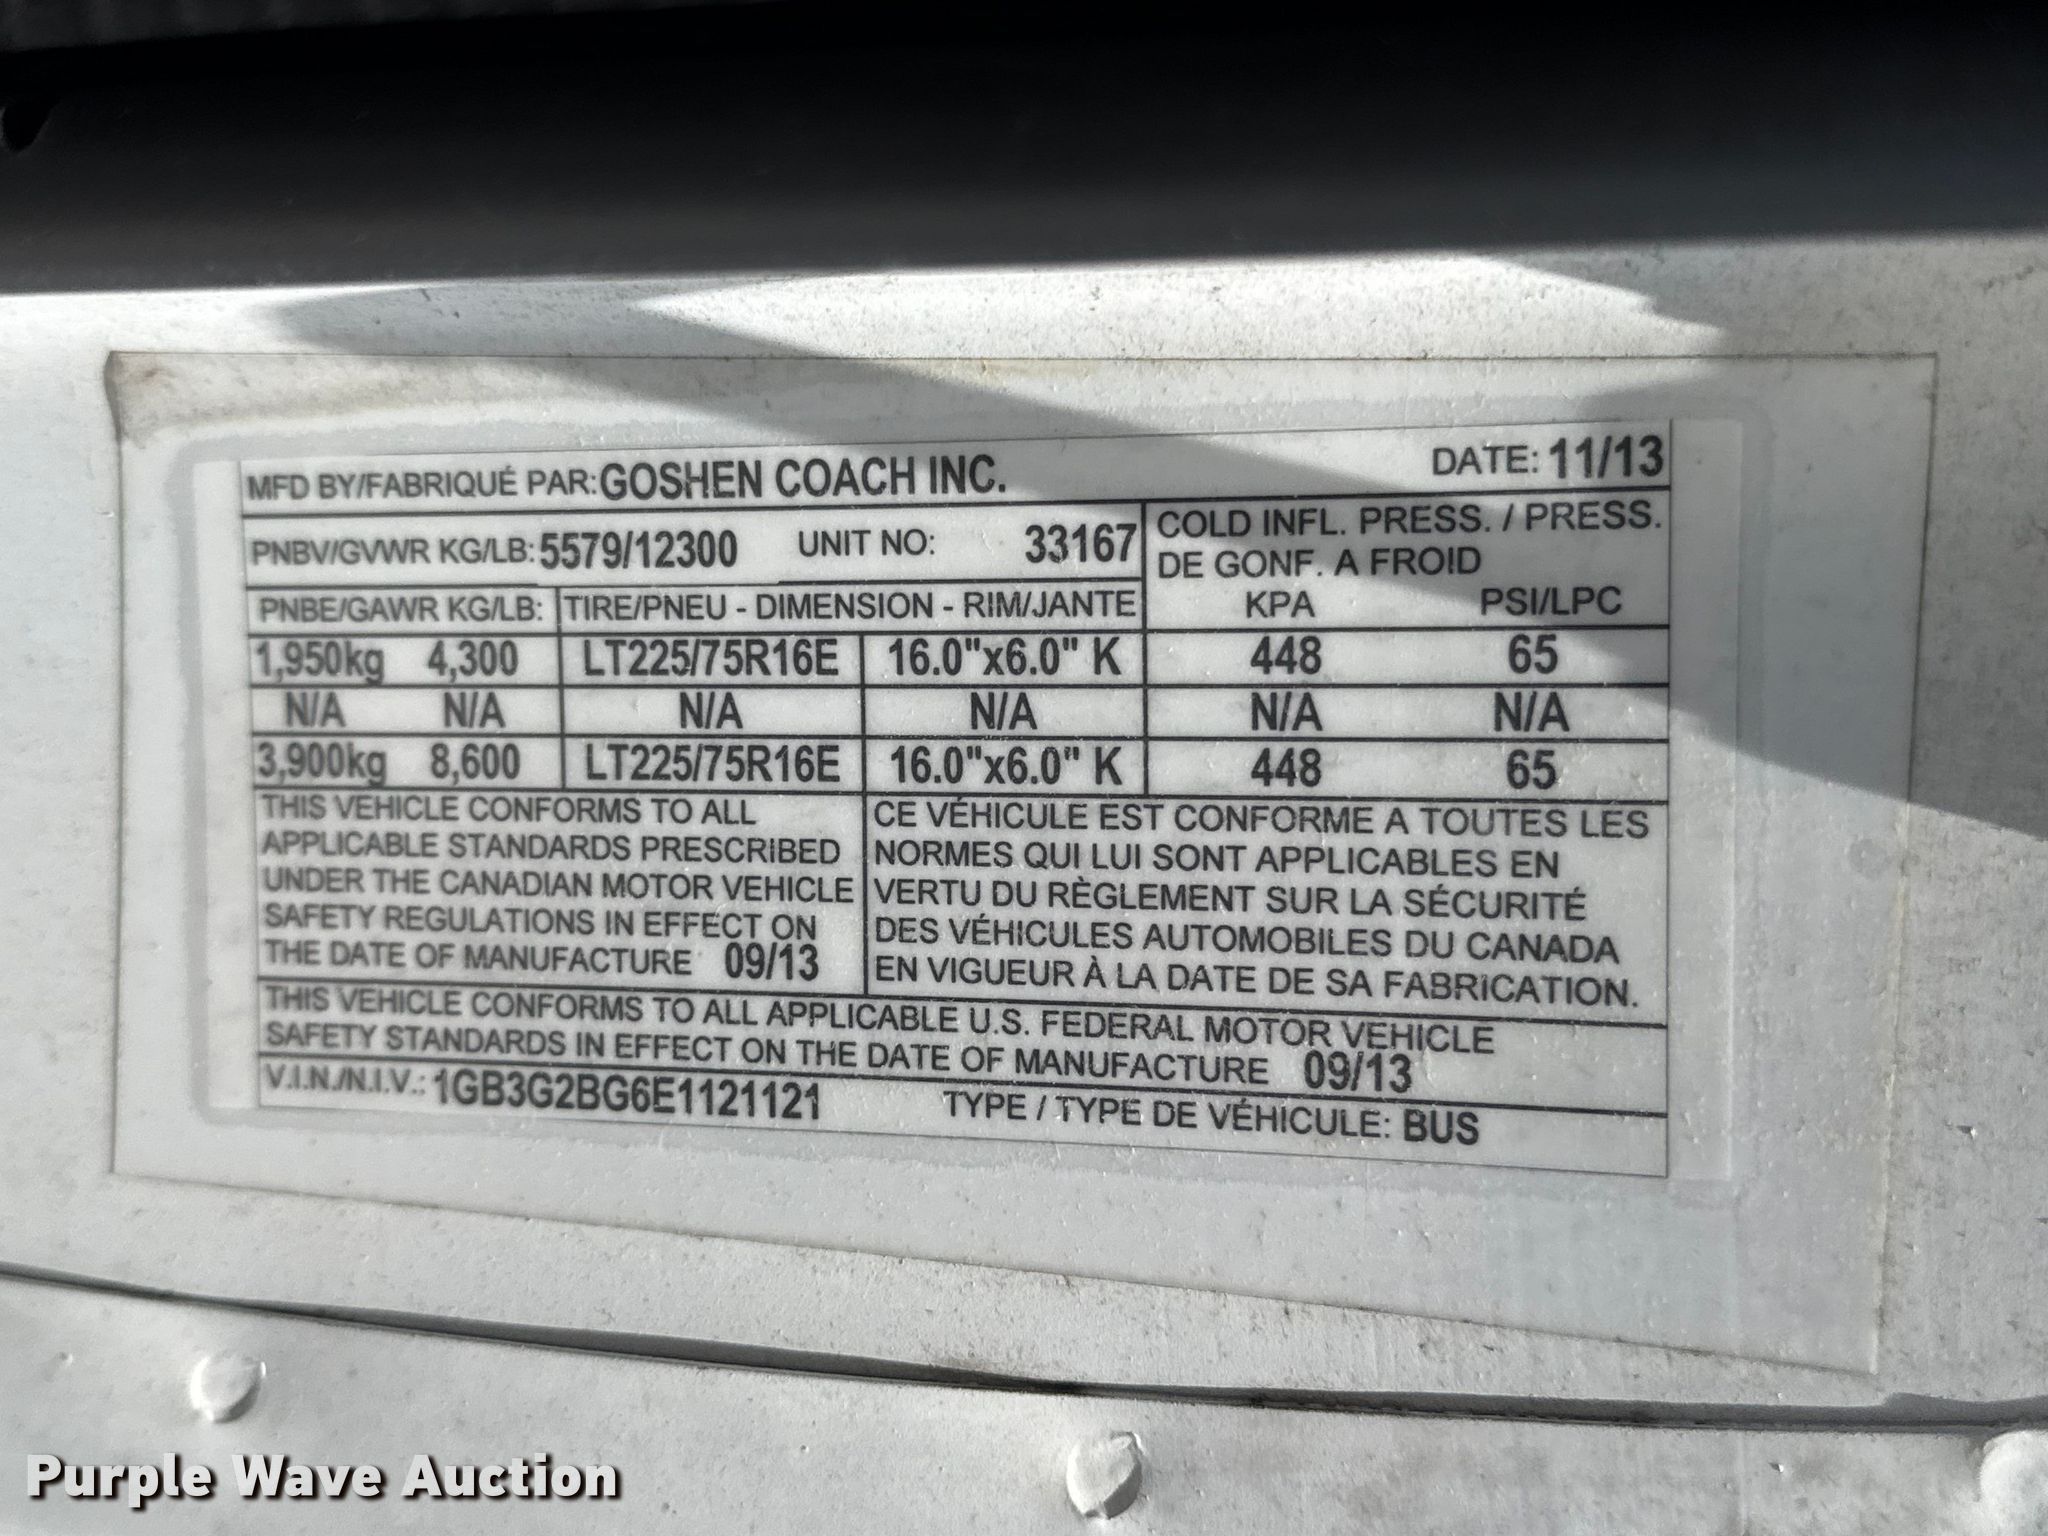 MFD BY/FABRIQUÉ PAR:GOSHEN COACH INC. DATE: 11/13
PNBV/GVWR KG/LB: 5579/12300 UNIT NO: 33167
COLD INFL. PRESS. / PRESS.
DE GONF. A FROID
PNBE/GAWR KG/LB: TIRE/PNEU - DIMENSION - RIM/JANTE KPA PSI/LPC
1,950kg 4,300 LT225/75R16E 16.0"x6.0" K 448 65
N/A N/A N/A N/A N/A N/A
3,900kg 8,600 LT225/75R16E 16.0"x6.0" K 448 65
THIS VEHICLE CONFORMS TO ALL
APPLICABLE STANDARDS PRESCRIBED
UNDER THE CANADIAN MOTOR VEHICLE
SAFETY REGULATIONS IN EFFECT ON
THE DATE OF MANUFACTURE 09/13
CE VÉHICULE EST CONFORME A TOUTES LES
NORMES QUI LUI SONT APPLICABLES EN
VERTU DU RÈGLEMENT SUR LA SÉCURITÉ
DES VÉHICULES AUTOMOBILES DU CANADA
EN VIGUEUR À LA DATE DE SA FABRICATION.
THIS VEHICLE CONFORMS TO ALL APPLICABLE U.S. FEDERAL MOTOR VEHICLE
SAFETY STANDARDS IN EFFECT ON THE DATE OF MANUFACTURE 09/13
V.I.N./N.I.V.: 1GB3G2BG6E1121121 TYPE / TYPE DE VÉHICULE: BUS
Purple Wave Auction